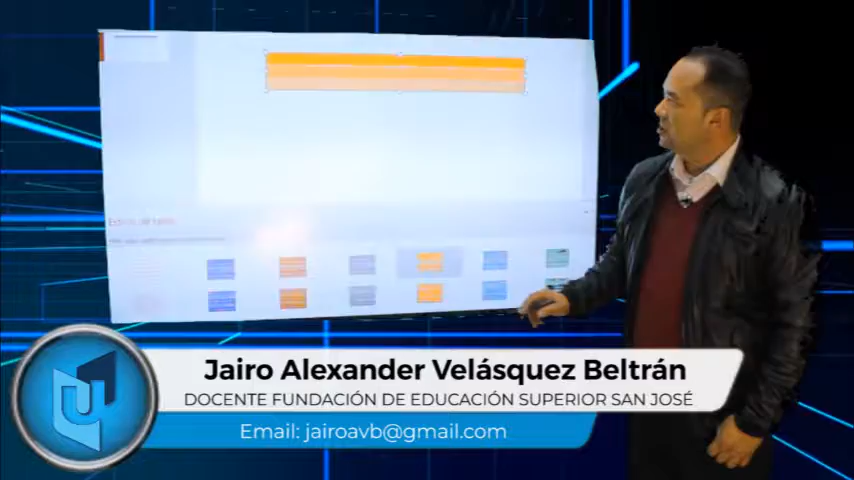 Jairo Alexander Velásquez Beltrán
DOCENTE FUNDACIÓN DE EDUCACIÓN SUPERIOR SAN JOSÉ
Email: jairoavb@gmail.com